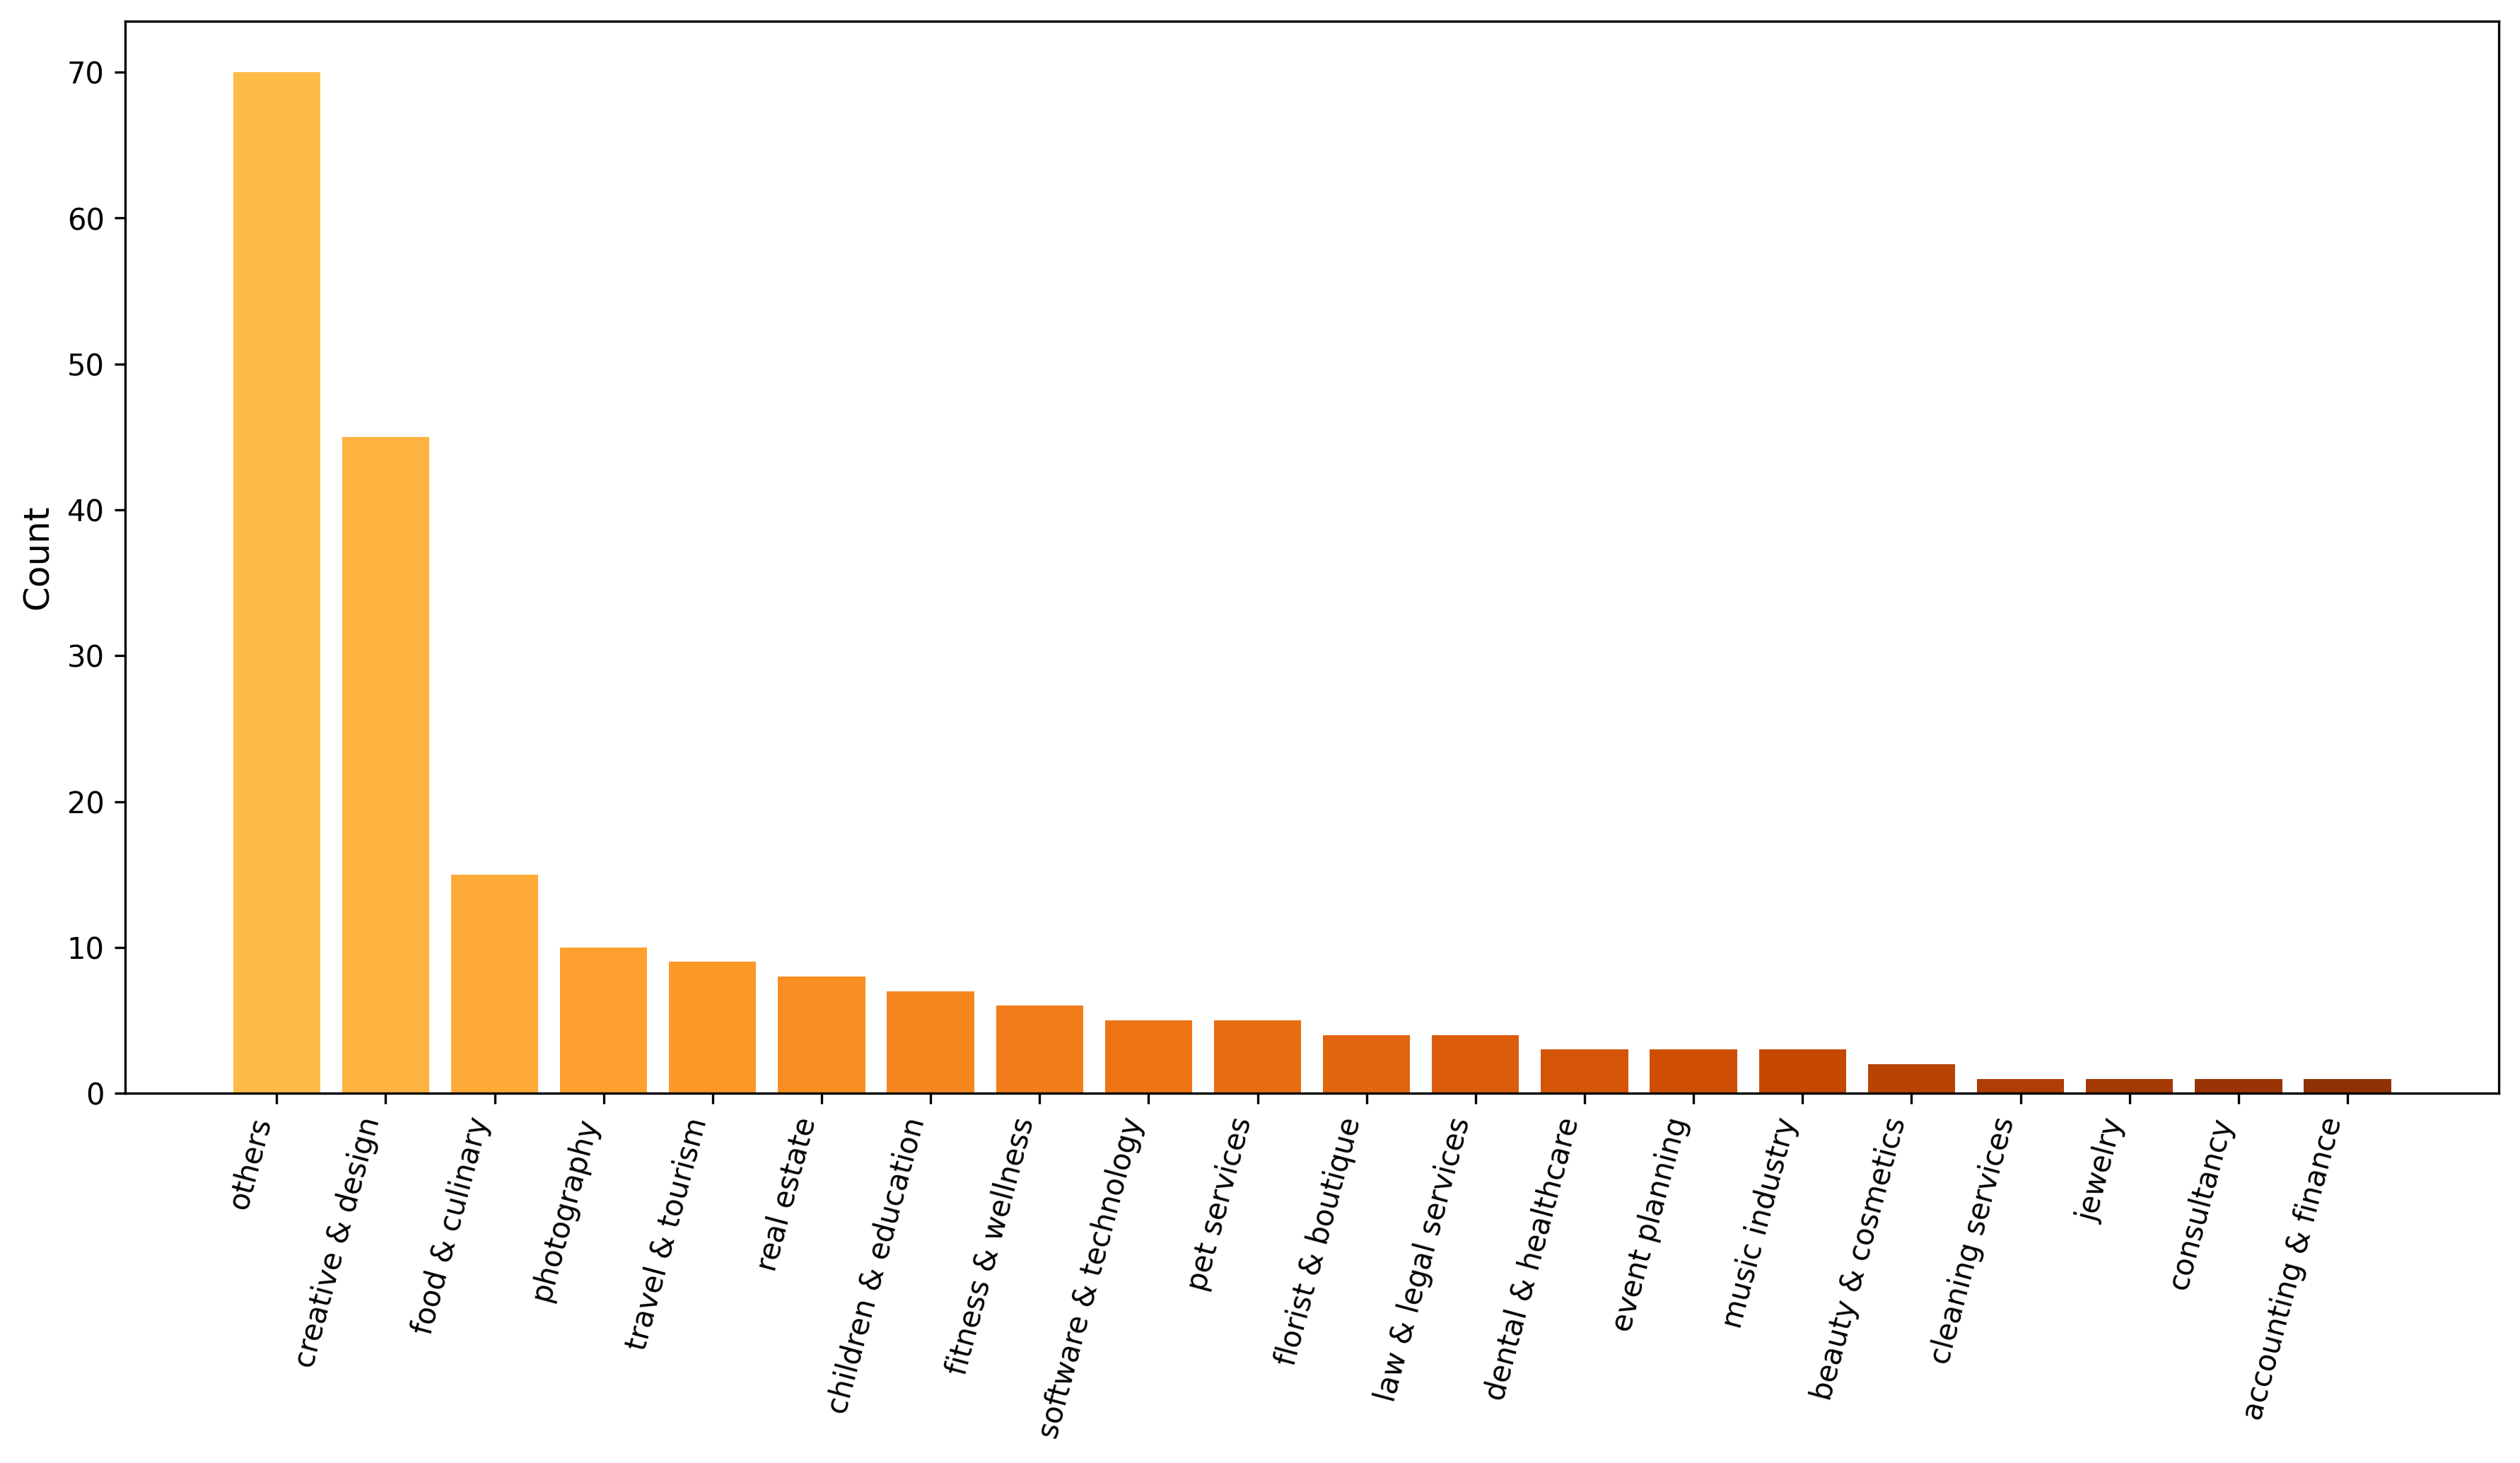 Count
70
60
50
40
30
20
10
0
others
creative & design
food & culinary
photography
travel & tourism
real estate
children & education
fitness & wellness
software & technology
pet services
florist & boutique
law & legal services
dental & healthcare
event planning
music industry
beauty & cosmetics
cleaning services
jewelry
consultancy
accounting & finance